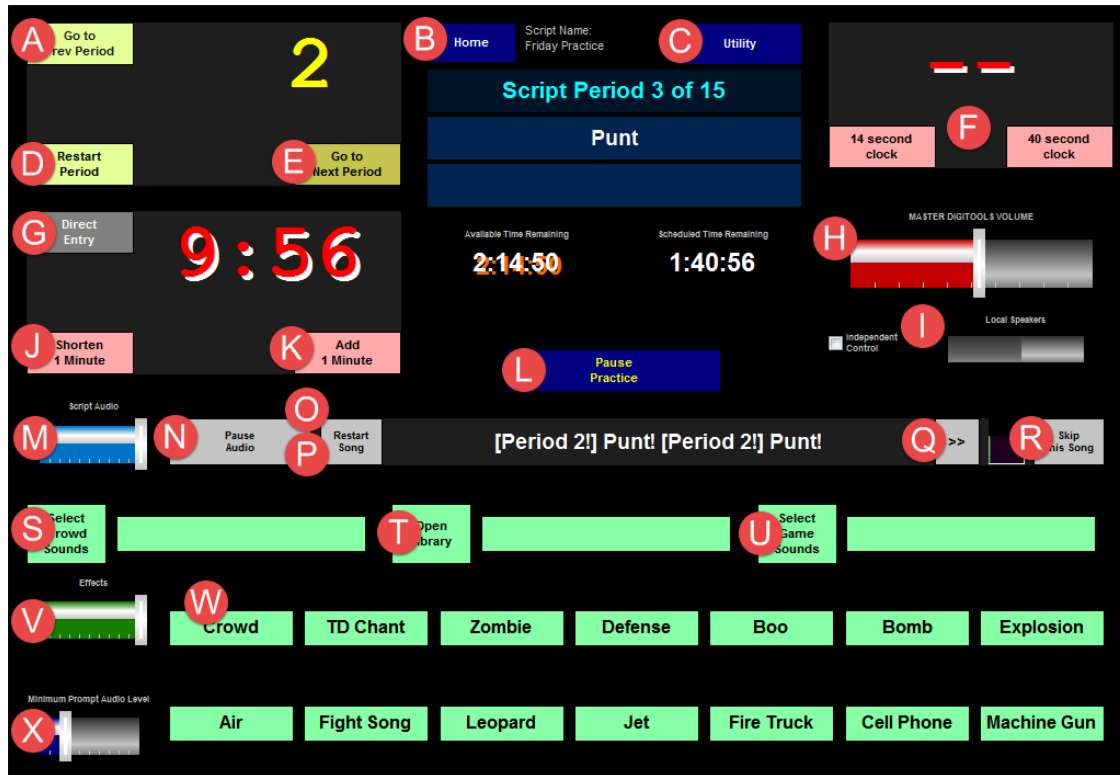 A
Go to
rev Period
2
B
Home
Script Name:
Friday Practice
C
Utility
Script Period 3 of 15
Punt
D
Restart
Period
E
Go to
Next Period
14 second
clock
F
40 second
clock
G
Direct
Entry
9:56
Available Time Remaining
2:14:50
Scheduled Time Remaining
1:40:56
MASTER DIGITOOLS VOLUME
H
I
Independent
Control
Local Speakers
J
Shorten
1 Minute
K
Add
1 Minute
L
Pause
Practice
Script Audio
M
N
Pause
Audio
O
P
Restart
Song
[Period 2!] Punt! [Period 2!] Punt!
Q
>>
R
Skip
his Song
S
Select
rowd
Sounds
T
pen
brary
U
Select
Game
Sounds
Effects
V
W
Crowd
TD Chant
Zombie
Defense
Boo
Bomb
Explosion
Minimum Prompt Audio Level
X
Air
Fight Song
Leopard
Jet
Fire Truck
Cell Phone
Machine Gun